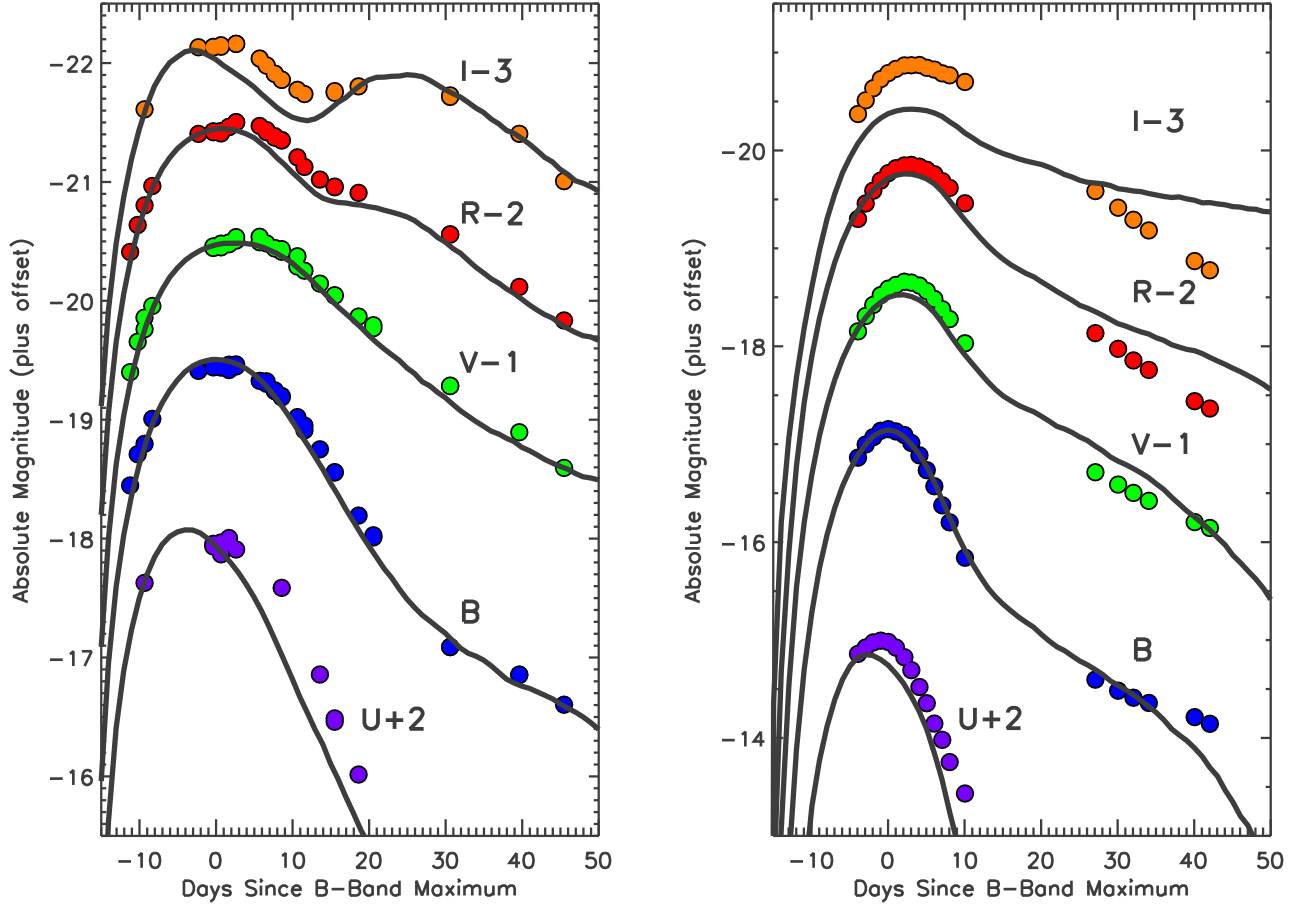 Absolute Magnitude (plus offset)
−22
−21
−20
−19
−18
−17
−16
I−3
R−2
V−1
B
U+2
−10 0 10 20 30 40 50
Days Since B−Band Maximum
Absolute Magnitude (plus offset)
−20
−18
−16
−14
I−3
R−2
V−1
B
U+2
−10 0 10 20 30 40 50
Days Since B−Band Maximum